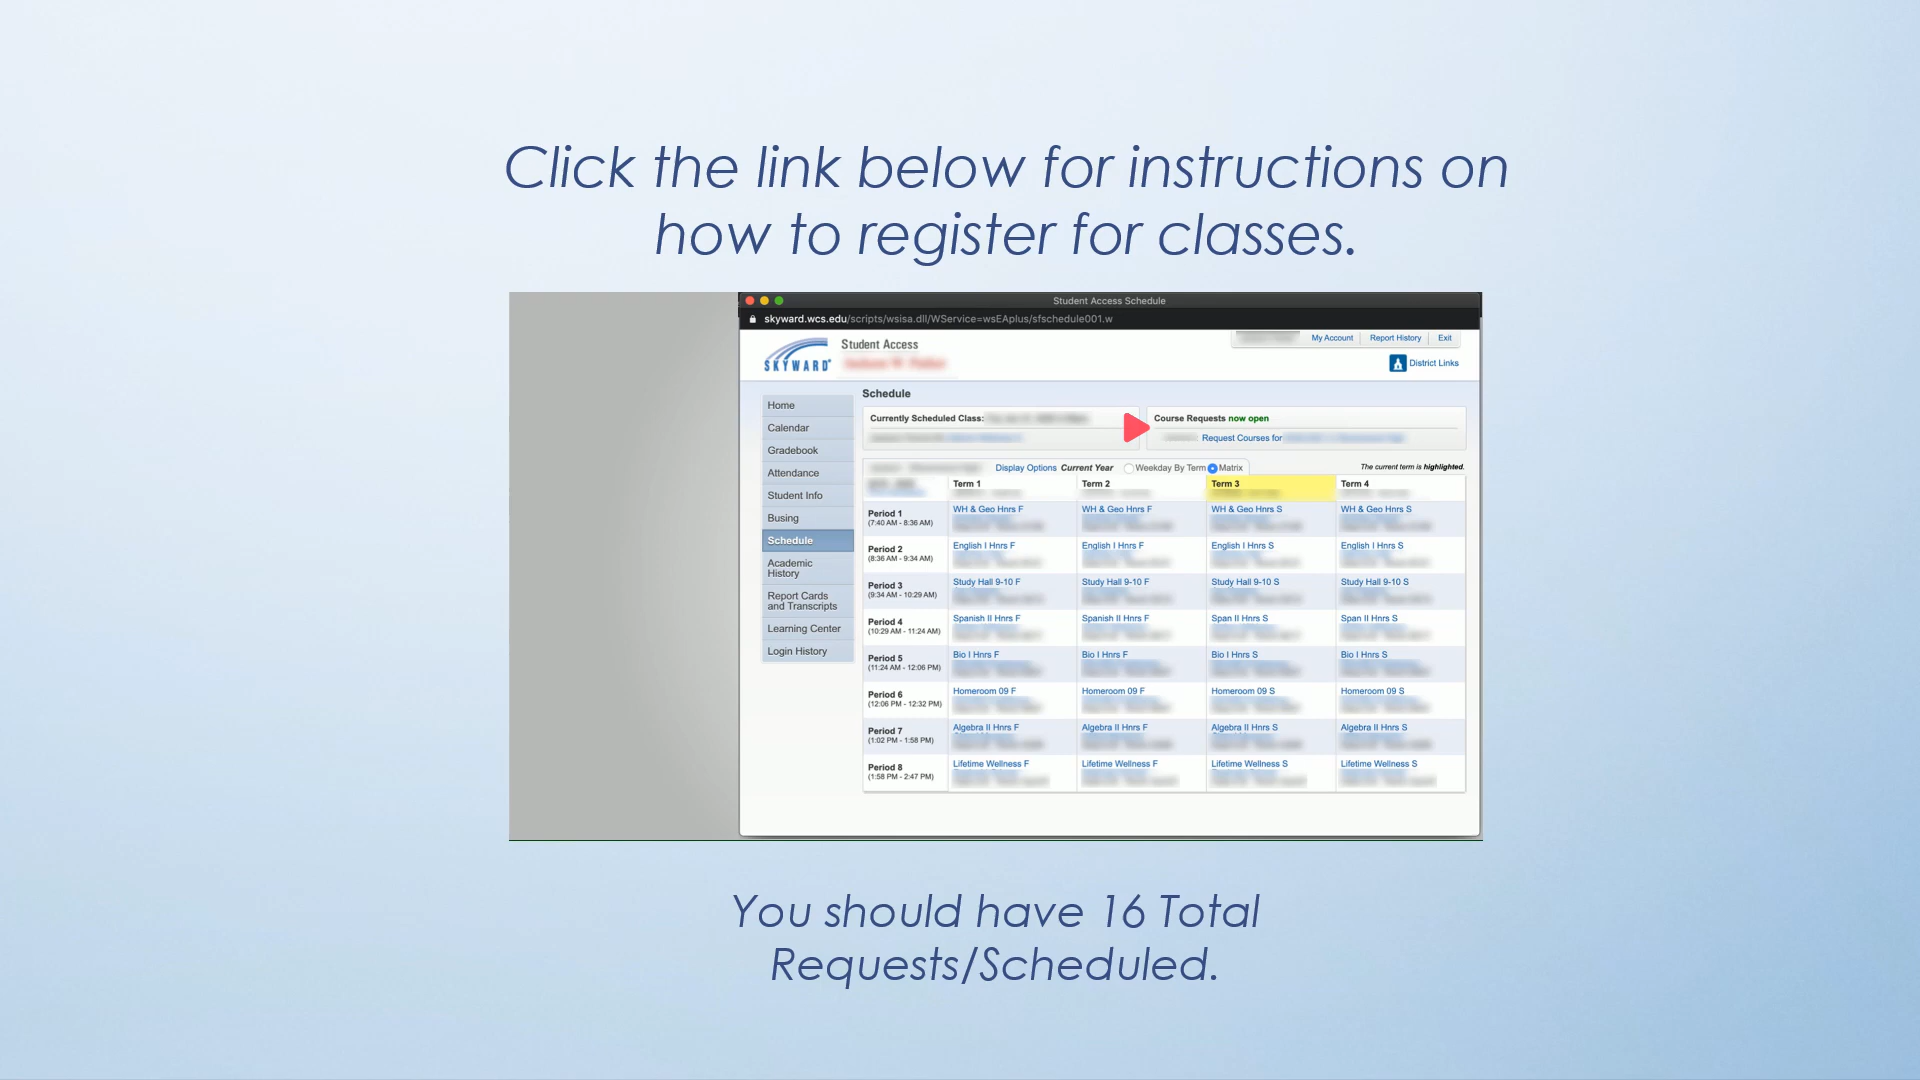 Click the link below for instructions on
how to register for classes.
Student Access Schedule
skyward.wcs.edu/scripts/wsisa.dll/WService=wsEAplus/sfschedule001.w
My Account Report History Exit
SKYWARD® Student Access
District Links
Schedule
Home
Calendar
Gradebook
Attendance
Student Info
Busing
Schedule
Academic
History
Report Cards
and Transcripts
Learning Center
Login History
Currently Scheduled Class:
Course Requests now open
Request Courses for
Display Options Current Year Weekday By Term Matrix The current term is highlighted.
Term 1 Term 2 Term 3 Term 4
Period 1 WH & Geo Hnrs F WH & Geo Hnrs F WH & Geo Hnrs S WH & Geo Hnrs S
(7:40 AM - 8:36 AM)
Period 2 English I Hnrs F English I Hnrs F English I Hnrs S English I Hnrs S
(8:36 AM - 9:34 AM)
Period 3 Study Hall 9-10 F Study Hall 9-10 F Study Hall 9-10 S Study Hall 9-10 S
(9:34 AM - 10:29 AM)
Period 4 Spanish II Hnrs F Spanish II Hnrs F Span II Hnrs S Span II Hnrs S
(10:29 AM - 11:24 AM)
Period 5 Bio I Hnrs F Bio I Hnrs F Bio I Hnrs S Bio I Hnrs S
(11:24 AM - 12:06 PM)
Period 6 Homeroom 09 F Homeroom 09 F Homeroom 09 S Homeroom 09 S
(12:06 PM - 12:32 PM)
Period 7 Algebra II Hnrs F Algebra II Hnrs F Algebra II Hnrs S Algebra II Hnrs S
(1:02 PM - 1:58 PM)
Period 8 Lifetime Wellness F Lifetime Wellness F Lifetime Wellness S Lifetime Wellness S
(1:58 PM - 2:47 PM)
You should have 16 Total
Requests/Scheduled.